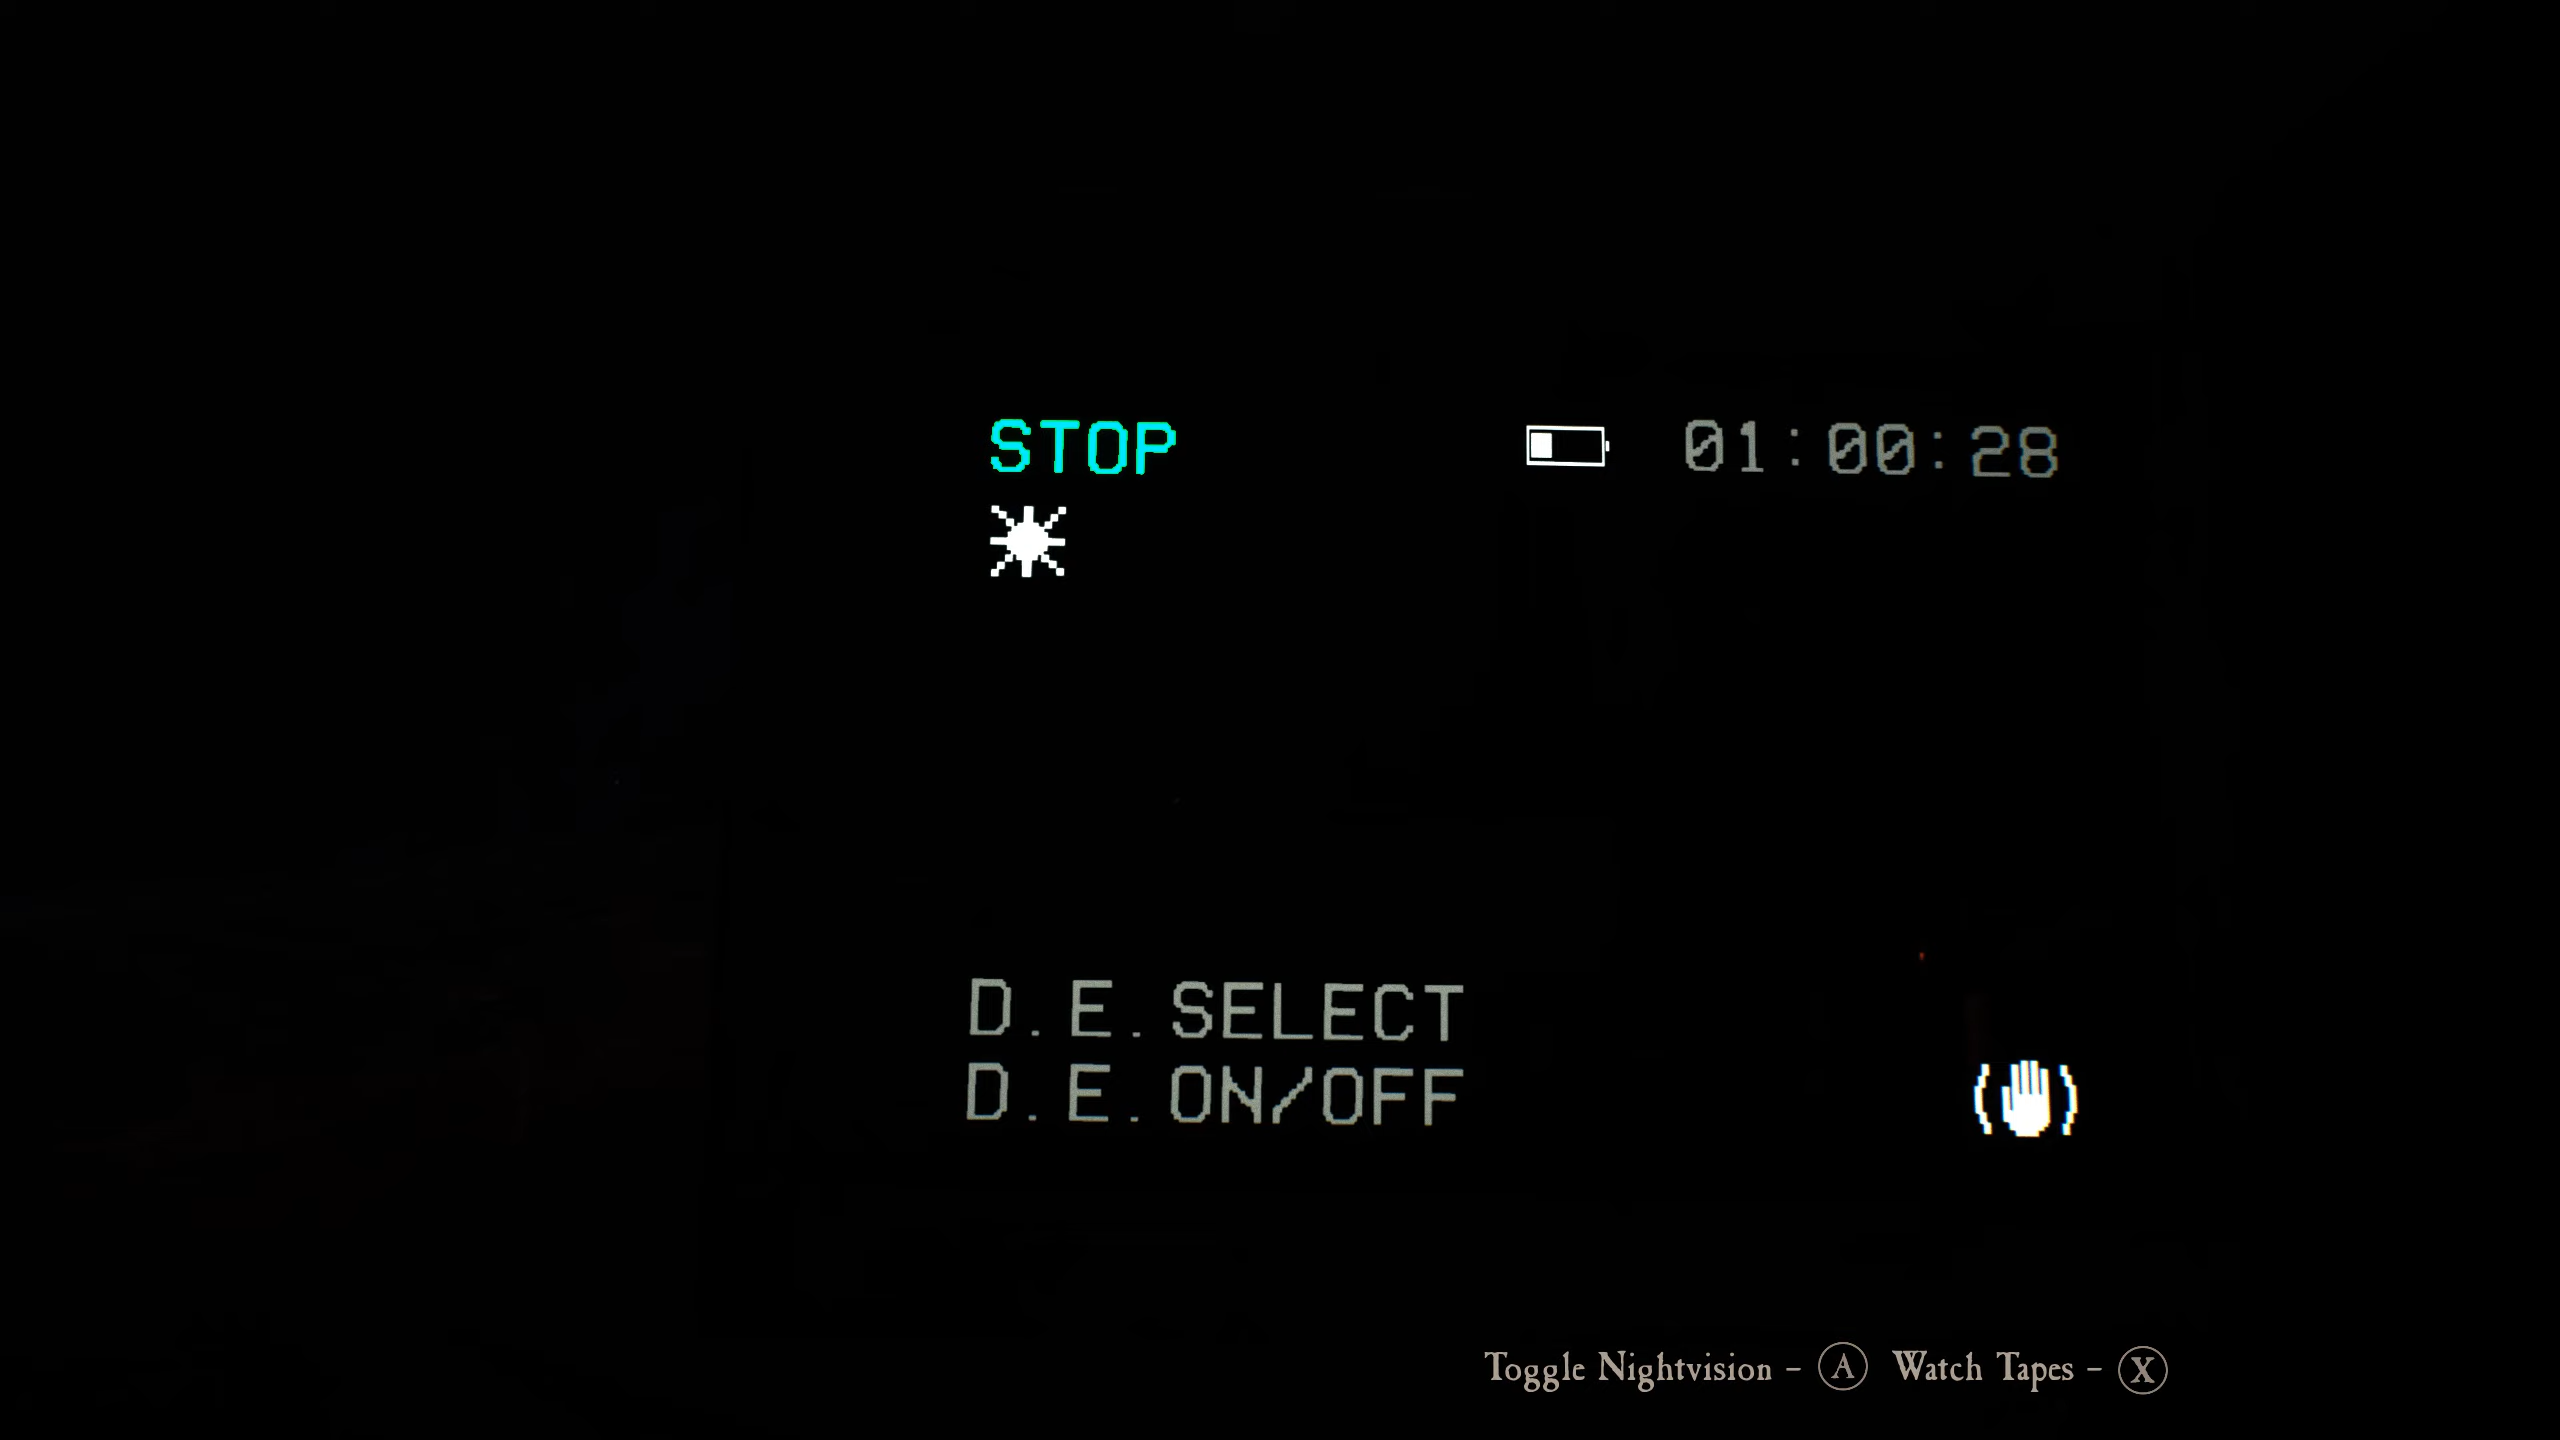 STOP 01:00:28
D.E.SELECT
D.E.ON/OFF
Toggle Nightvision - A Watch Tapes - X